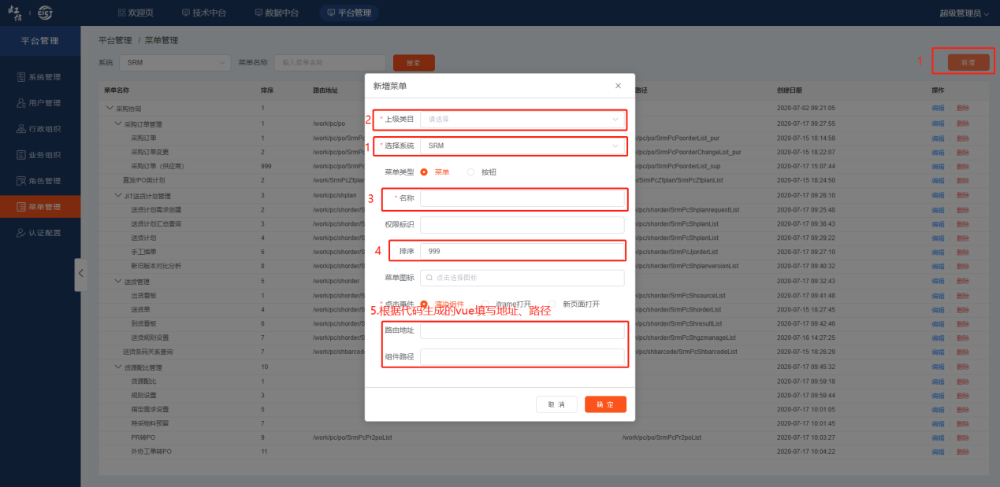 虹信 CICT 欢迎页 技术中台 数据中台 平台管理 超级管理员
平台管理 平台管理 / 菜单管理
系统 SRM 菜单名称 输入菜单名称 搜索 1 新增
系统管理
用户管理
行政组织
业务组织
角色管理
菜单管理
认证配置
菜单名称 排序 路由地址 路径 创建日期 操作
采购协同 1 2020-07-02 09:21:05 编辑 删除
采购订单管理 1 /work/pc/po 2020-07-17 09:27:55 编辑 删除
采购订单 1 /work/pc/po/SrmPc /pc/po/SrmPcPoorderList_pur 2020-07-15 18:14:58 编辑 删除
采购订单变更 2 /work/pc/po/SrmPc /pc/po/SrmPcPoorderChangeList_pur 2020-07-15 18:22:07 编辑 删除
采购订单（供应商） 999 /work/pc/po/SrmPc /pc/po/SrmPcPoorderList_sup 2020-07-17 15:07:44 编辑 删除
直发/PO类计划 2 /work/SrmPcZfplan /SrmPcZfplan/SrmPcZfplanList 2020-07-15 18:24:50 编辑 删除
JIT送货计划管理 3 /work/pc/shplan 2020-07-17 09:26:10 编辑 删除
送货计划需求创建 2 /work/pc/shorder/S /pc/shorder/SrmPcShplanrequestList 2020-07-17 09:25:48 编辑 删除
送货计划汇总查询 3 /work/pc/shorder/S /pc/shorder/SrmPcShplanList 2020-07-17 09:36:43 编辑 删除
送货计划 4 /work/pc/shorder/S /pc/shorder/SrmPcShplanList 2020-07-17 09:29:22 编辑 删除
手工插单 6 /work/pc/shorder/S /pc/shorder/SrmPcJjorderList 2020-07-17 09:27:10 编辑 删除
新旧版本对比分析 8 /work/pc/shorder/S /pc/shorder/SrmPcShplanversionList 2020-07-17 09:40:32 编辑 删除
送货管理 5 /work/pc/shorder 2020-07-17 09:32:43 编辑 删除
出货看板 1 /work/pc/shorder/S /pc/shorder/SrmPcShsourceList 2020-07-17 09:41:48 编辑 删除
送货单 4 /work/pc/shorder/S /pc/shorder/SrmPcShorderList 2020-07-15 18:27:45 编辑 删除
到货看板 6 /work/pc/shorder/S /pc/shorder/SrmPcShresultList 2020-07-17 09:42:46 编辑 删除
送货规则设置 7 /work/pc/shorder/S /pc/shorder/SrmPcShgzmanageList 2020-07-16 14:27:25 编辑 删除
送货条码关系查询 7 /work/pc/shbarcod /pc/shbarcode/SrmPcShbarcodeList 2020-07-15 18:26:29 编辑 删除
货源配比管理 10 2020-07-17 09:45:32 编辑 删除
货源配比 1 2020-07-17 09:59:18 编辑 删除
规则设置 3 2020-07-17 09:59:44 编辑 删除
指定需求设置 5 2020-07-17 10:01:05 编辑 删除
特采物料预留 7 2020-07-17 10:01:45 编辑 删除
PR转PO 9 /work/pc/po/SrmPcPr2poList /work/pc/po/SrmPcPr2poList 2020-07-17 10:03:27 编辑 删除
外协工单转PO 11 2020-07-17 10:04:22 编辑 删除
新增菜单
2 * 上级类目 请选择
1 * 选择系统 SRM
菜单类型 菜单 按钮
3 * 名称
权限标识
4 排序 999
菜单图标 点击选择图标
* 点击事件 渲染组件 iframe打开 新页面打开
5.根据代码生成的vue填写地址、路径
路由地址
组件路径
取 消 确 定